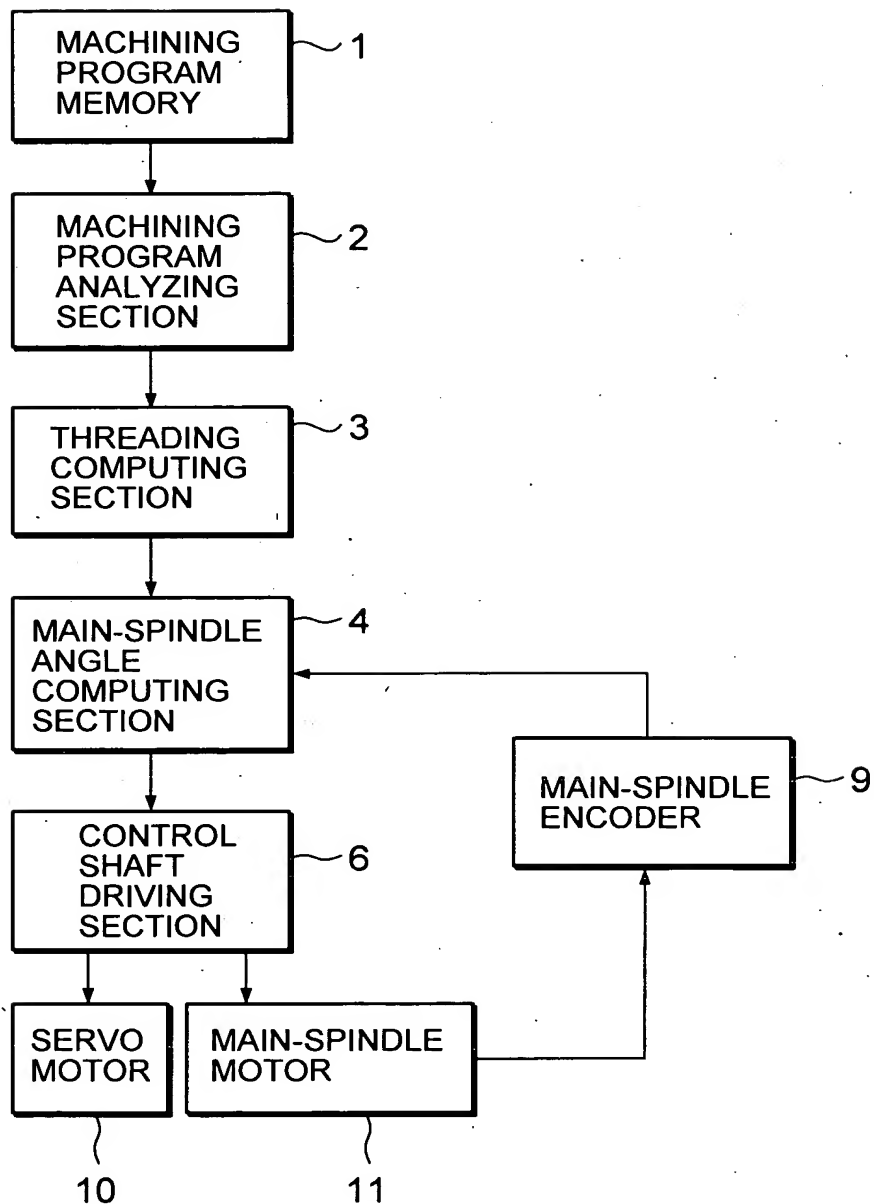 MACHINING
PROGRAM
MEMORY
1
MACHINING
PROGRAM
ANALYZING
SECTION
2
THREADING
COMPUTING
SECTION
3
MAIN-SPINDLE
ANGLE
COMPUTING
SECTION
4
MAIN-SPINDLE
ENCODER
9
CONTROL
SHAFT
DRIVING
SECTION
6
SERVO
MOTOR
MAIN-SPINDLE
MOTOR
10
11